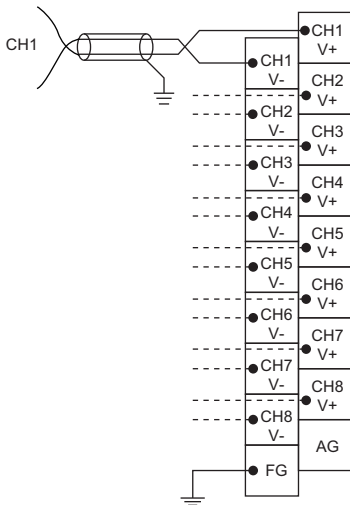 CH1
CH1
V+
CH1
V-
CH2
V+
CH2
V-
CH3
V+
CH3
V-
CH4
V+
CH4
V-
CH5
V+
CH5
V-
CH6
V+
CH6
V-
CH7
V+
CH7
V-
CH8
V+
CH8
V-
AG
FG